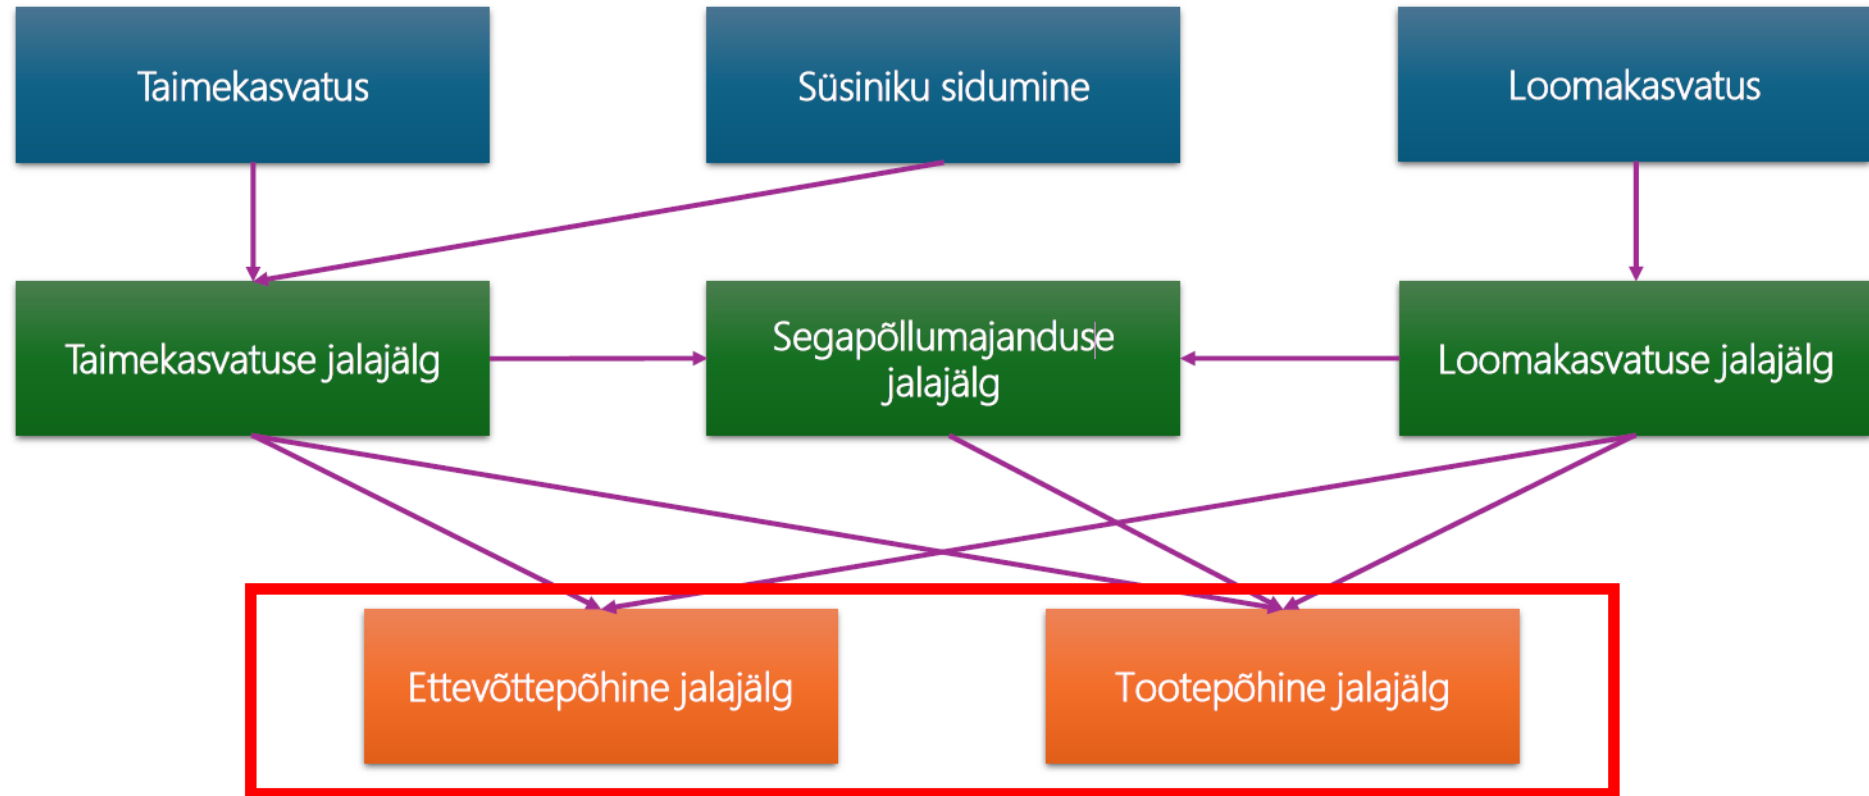 Taimekasvatus
Süsiniku sidumine
Loomakasvatus
Taimekasvatuse jalajälg
Segapõllumajanduse
jalajälg
Loomakasvatuse jalajälg
Ettevõttepõhine jalajälg
Tootepõhine jalajälg